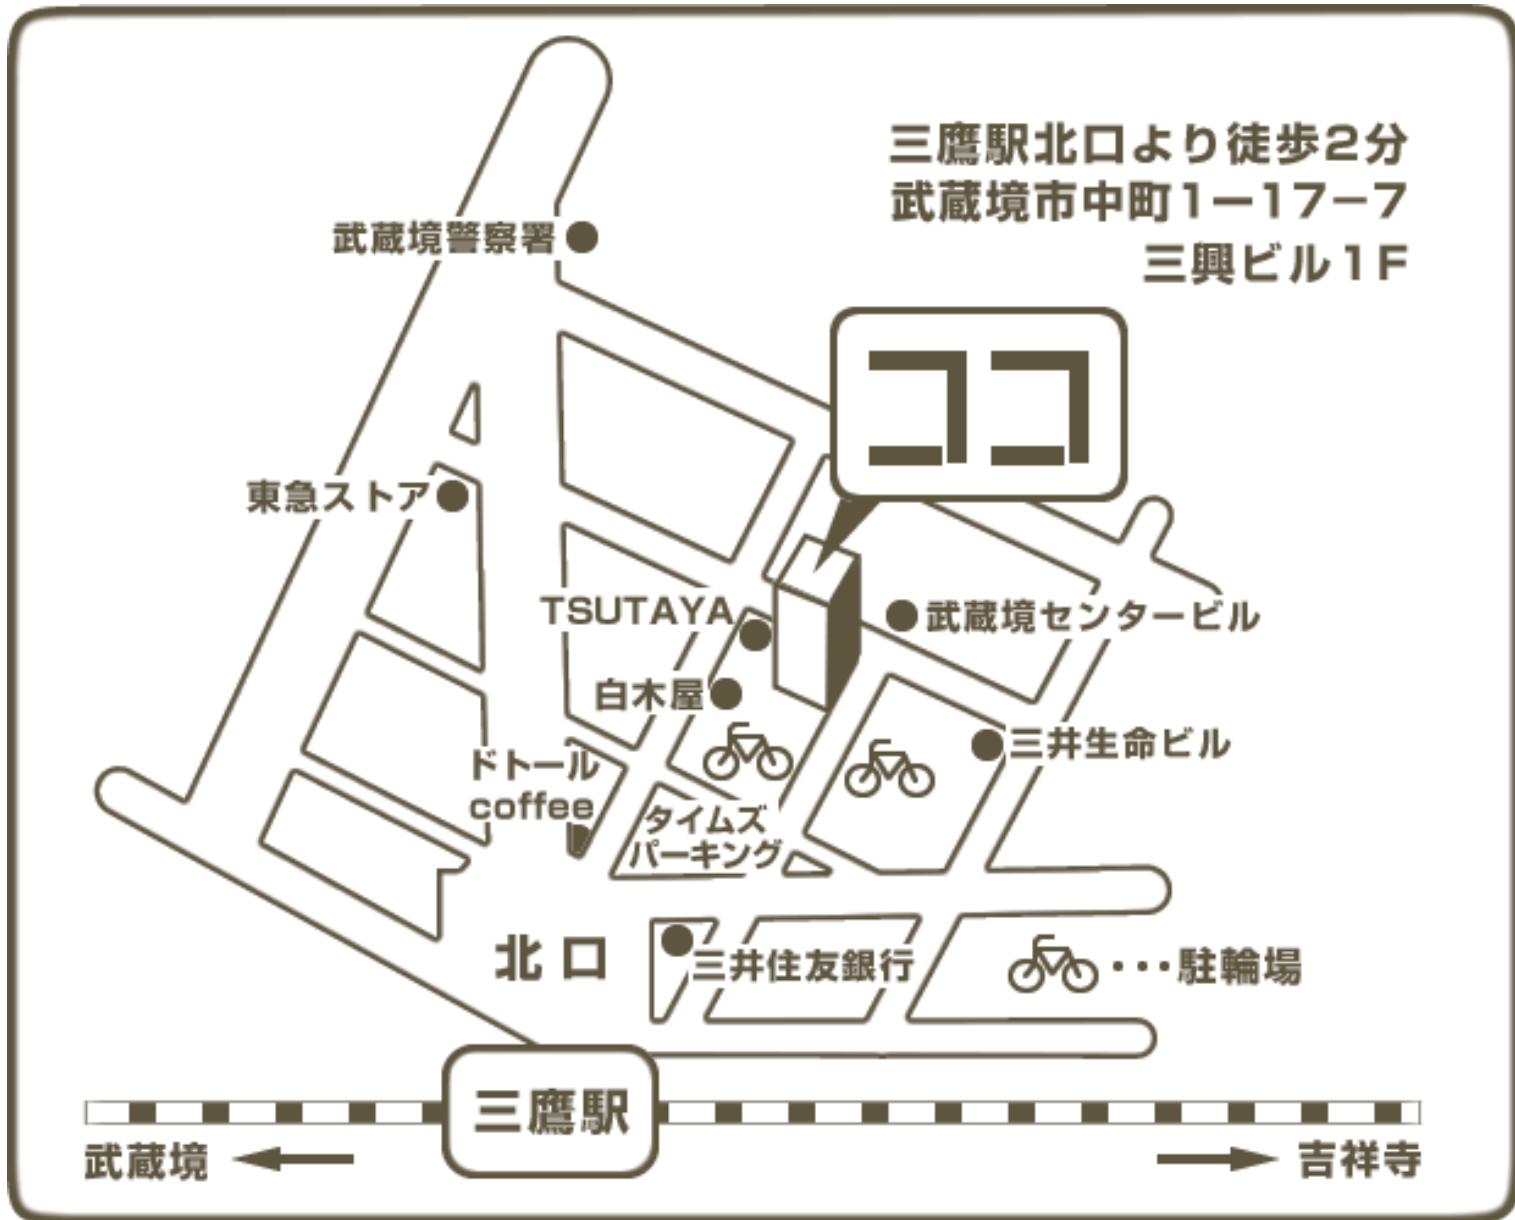 三鷹駅北口より徒歩2分
武蔵境市中町1ー17−7
三興ビル1F
武蔵境警察署
ココ
東急ストア
TSUTAYA
武蔵境センタービル
白木屋
三井生命ビル
ドトール
coffee
タイムズ
パーキング
北口
三井住友銀行
･･･駐輪場
三鷹駅
武蔵境
吉祥寺